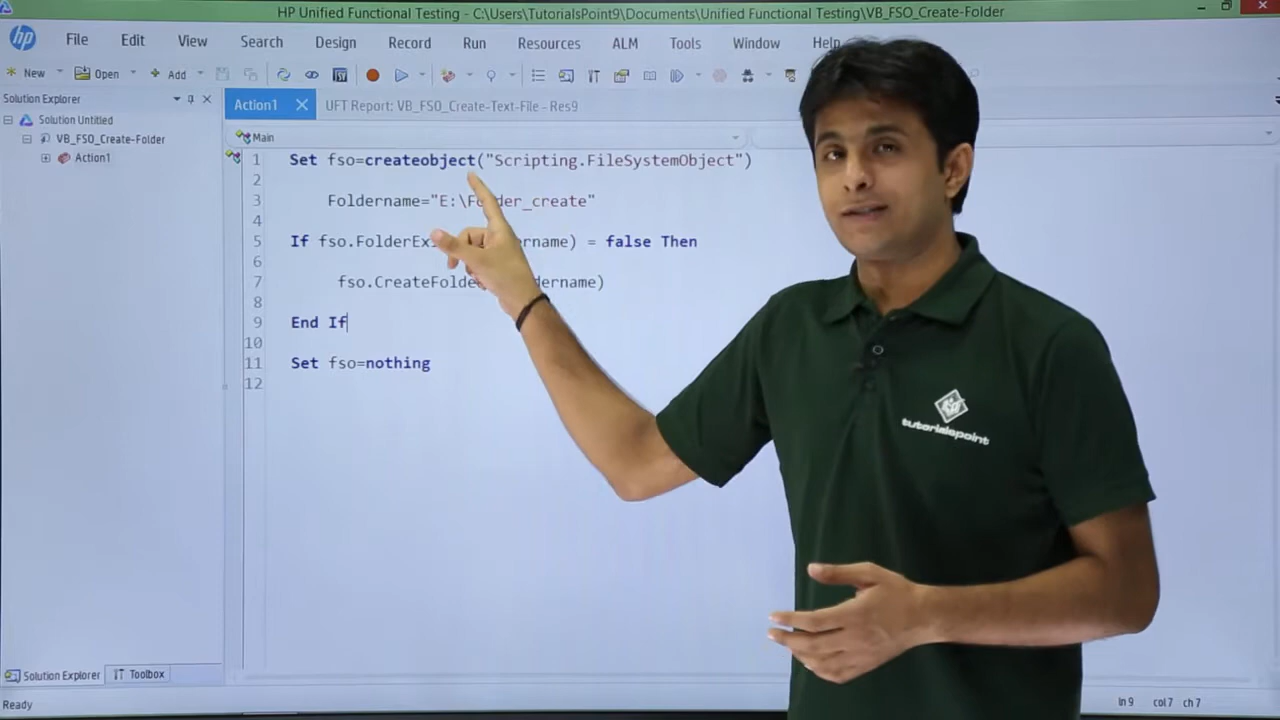 HP Unified Functional Testing - C:\Users\TutorialsPoint9\Documents\Unified Functional Testing\VB_FSO_Create-Folder
hp File Edit View Search Design Record Run Resources ALM Tools Window Help
New Open Add
Solution Explorer
Action1 UFT Report: VB_FSO_Create-Text-File - Res9
Solution Untitled
VB_FSO_Create-Folder
Action1
Main
1 Set fso=createobject("Scripting.FileSystemObject")
2
3 Foldername="E:\Folder_create"
4
5 If fso.FolderExername) = false Then
6
7 fso.CreateFolde dername)
8
9 End If
10
11 Set fso=nothing
12
tutorialspoint
Solution Explorer Toolbox
Ready ln 9 col 7 ch 7